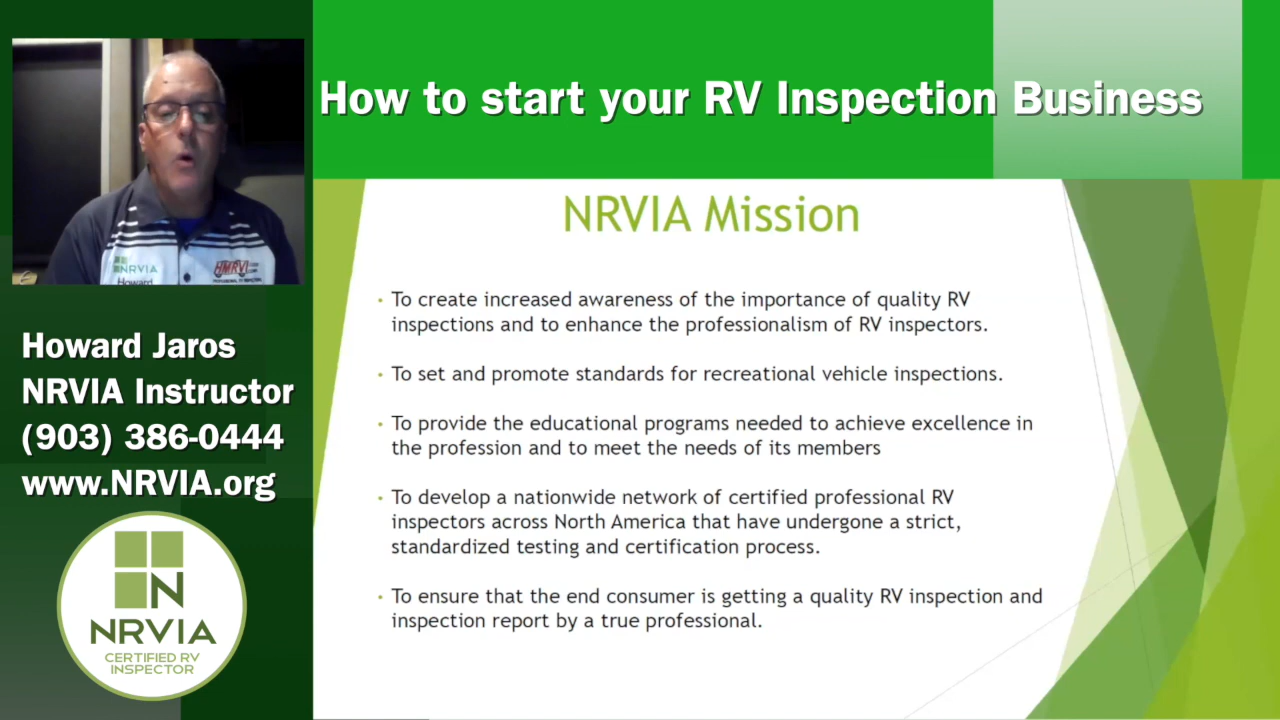 How to start your RV Inspection Business
NRVIA
Howard
HMRVI
Howard Jaros
NRVIA Instructor
(903) 386-0444
www.NRVIA.org
N
NRVIA
CERTIFIED RV
INSPECTOR
NRVIA Mission
• To create increased awareness of the importance of quality RV
inspections and to enhance the professionalism of RV inspectors.
• To set and promote standards for recreational vehicle inspections.
• To provide the educational programs needed to achieve excellence in
the profession and to meet the needs of its members
• To develop a nationwide network of certified professional RV
inspectors across North America that have undergone a strict,
standardized testing and certification process.
• To ensure that the end consumer is getting a quality RV inspection and
inspection report by a true professional.